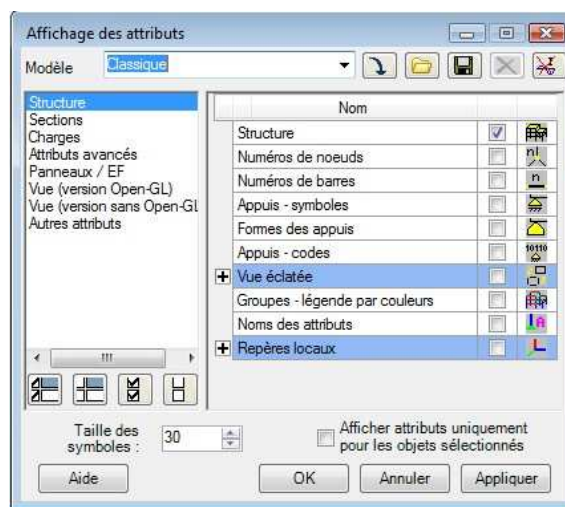 Affichage des attributs
Modèle
Classique
Structure
Sections
Charges
Attributs avancés
Panneaux / EF
Vue (version Open-GL)
Vue (version sans Open-GL
Autres attributs
Nom
Structure
Numéros de noeuds
Numéros de barres
Appuis - symboles
Formes des appuis
Appuis - codes
Vue éclatée
Groupes - légende par couleurs
Noms des attributs
Repères locaux
Taille des
symboles :
30
Afficher attributs uniquement
pour les objets sélectionnés
Aide
OK
Annuler
Appliquer